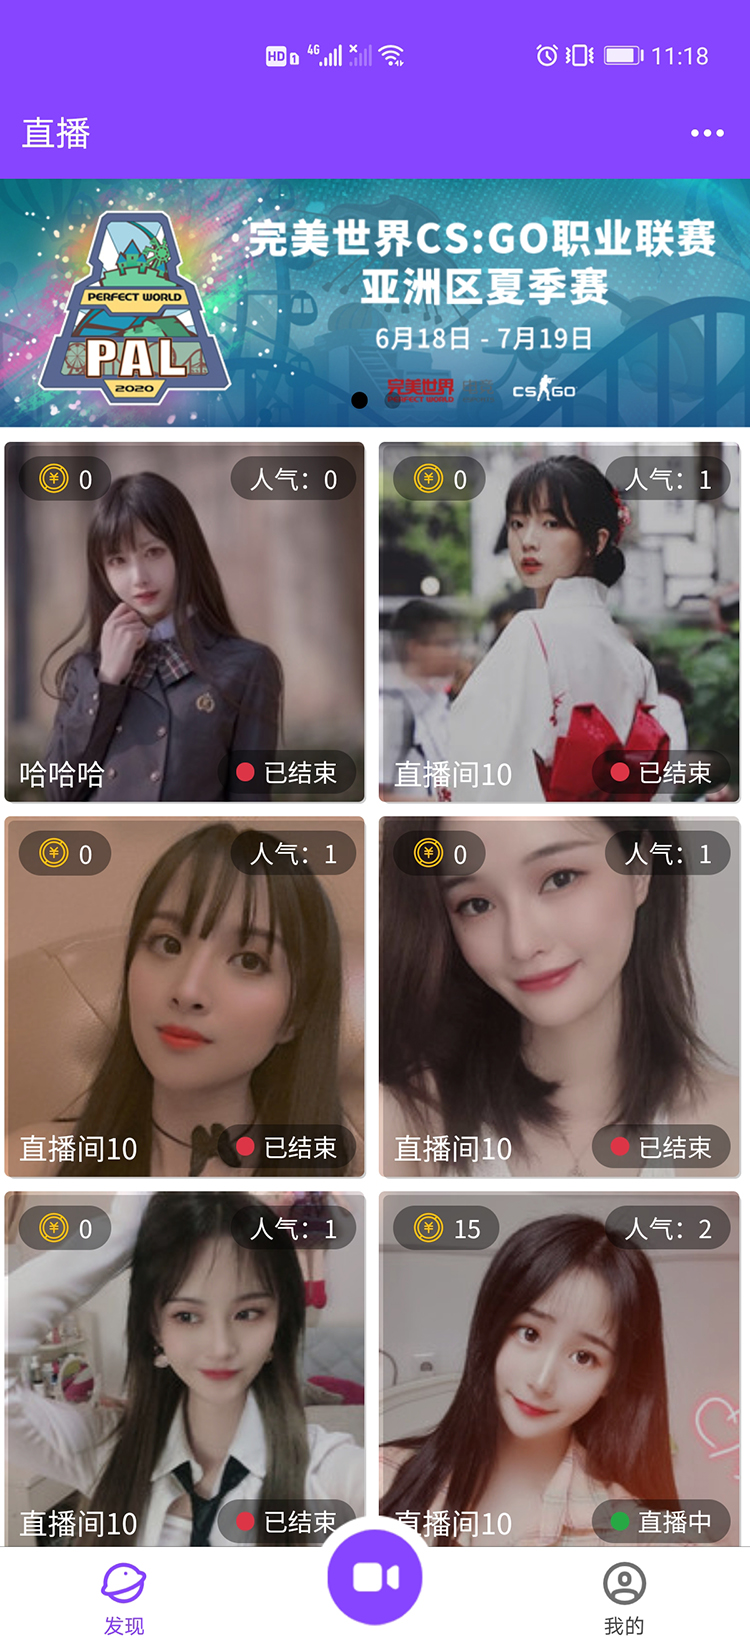 HD 1 4G 11:18
直播
完美世界CS:GO职业联赛
亚洲区夏季赛
6月18日 - 7月19日
PERFECT WORLD
PAL
2020
完美世界
PERFECT WORLD
CS GO
0 人气：0
哈哈哈 已结束
0 人气：1
直播间10 已结束
0 人气：1
直播间10 已结束
0 人气：1
直播间10 已结束
0 人气：1
直播间10 已结束
15 人气：2
直播间10 直播中
发现
我的